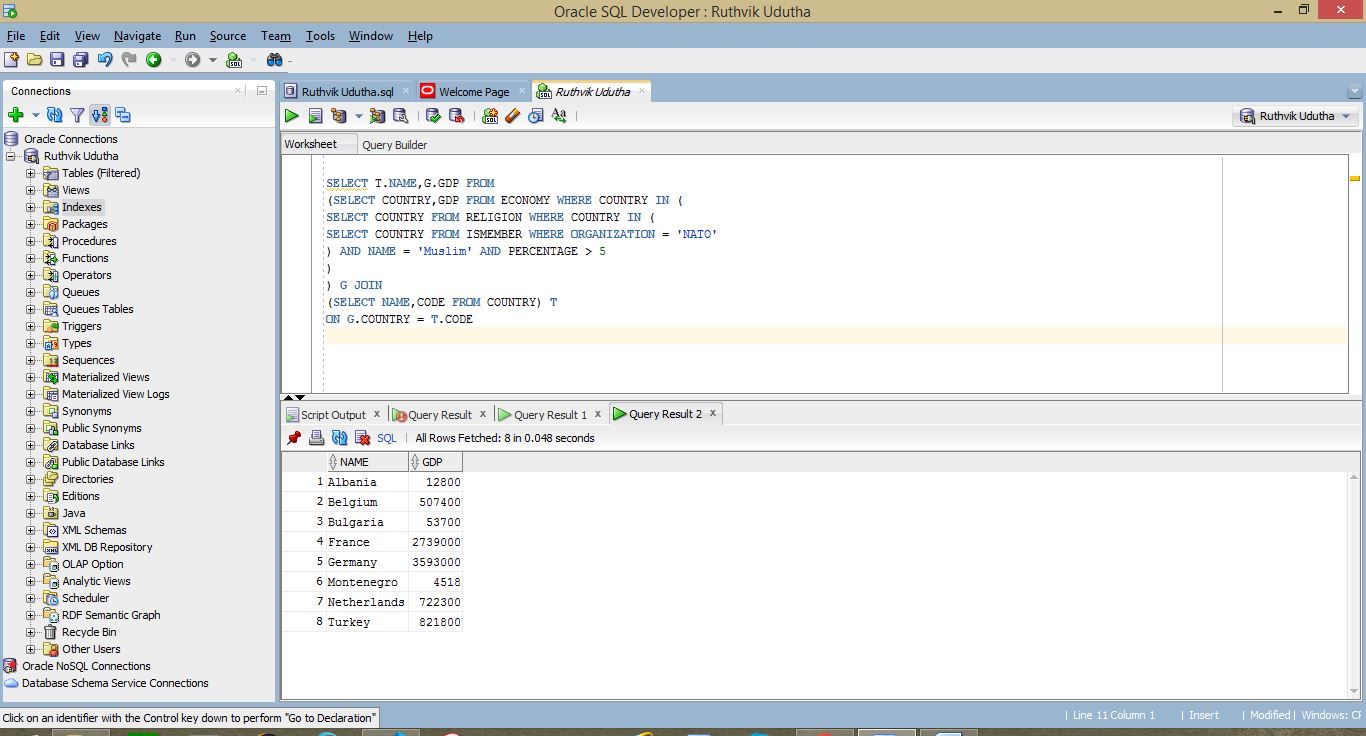 Oracle SQL Developer : Ruthvik Udutha
File Edit View Navigate Run Source Team Tools Window Help
Connections
Oracle Connections
Ruthvik Udutha
Tables (Filtered)
Views
Indexes
Packages
Procedures
Functions
Operators
Queues
Queues Tables
Triggers
Types
Sequences
Materialized Views
Materialized View Logs
Synonyms
Public Synonyms
Database Links
Public Database Links
Directories
Editions
Java
XML Schemas
XML DB Repository
OLAP Option
Analytic Views
Scheduler
RDF Semantic Graph
Recycle Bin
Other Users
Oracle NoSQL Connections
Database Schema Service Connections
Ruthvik Udutha.sql Welcome Page Ruthvik Udutha
Ruthvik Udutha
Worksheet Query Builder
SELECT T.NAME,G.GDP FROM
(SELECT COUNTRY,GDP FROM ECONOMY WHERE COUNTRY IN (
SELECT COUNTRY FROM RELIGION WHERE COUNTRY IN (
SELECT COUNTRY FROM ISMEMBER WHERE ORGANIZATION = 'NATO'
) AND NAME = 'Muslim' AND PERCENTAGE > 5
)
) G JOIN
(SELECT NAME,CODE FROM COUNTRY) T
ON G.COUNTRY = T.CODE
Script Output x Query Result x Query Result 1 x Query Result 2 x
SQL | All Rows Fetched: 8 in 0.048 seconds
NAME GDP
1 Albania 12800
2 Belgium 507400
3 Bulgaria 53700
4 France 2739000
5 Germany 3593000
6 Montenegro 4518
7 Netherlands 722300
8 Turkey 821800
Click on an identifier with the Control key down to perform "Go to Declaration"
| Line 11 Column 1 | Insert | Modified | Windows: CF